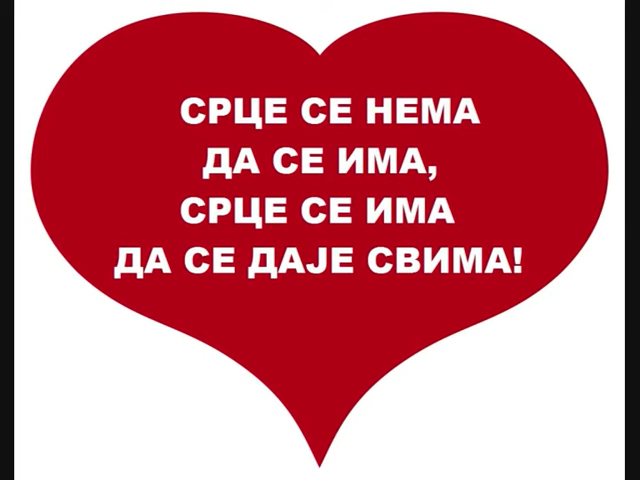 СРЦЕ СЕ НЕМА
ДА СЕ ИМА,
СРЦЕ СЕ ИМА
ДА СЕ ДАЈЕ СВИМА!